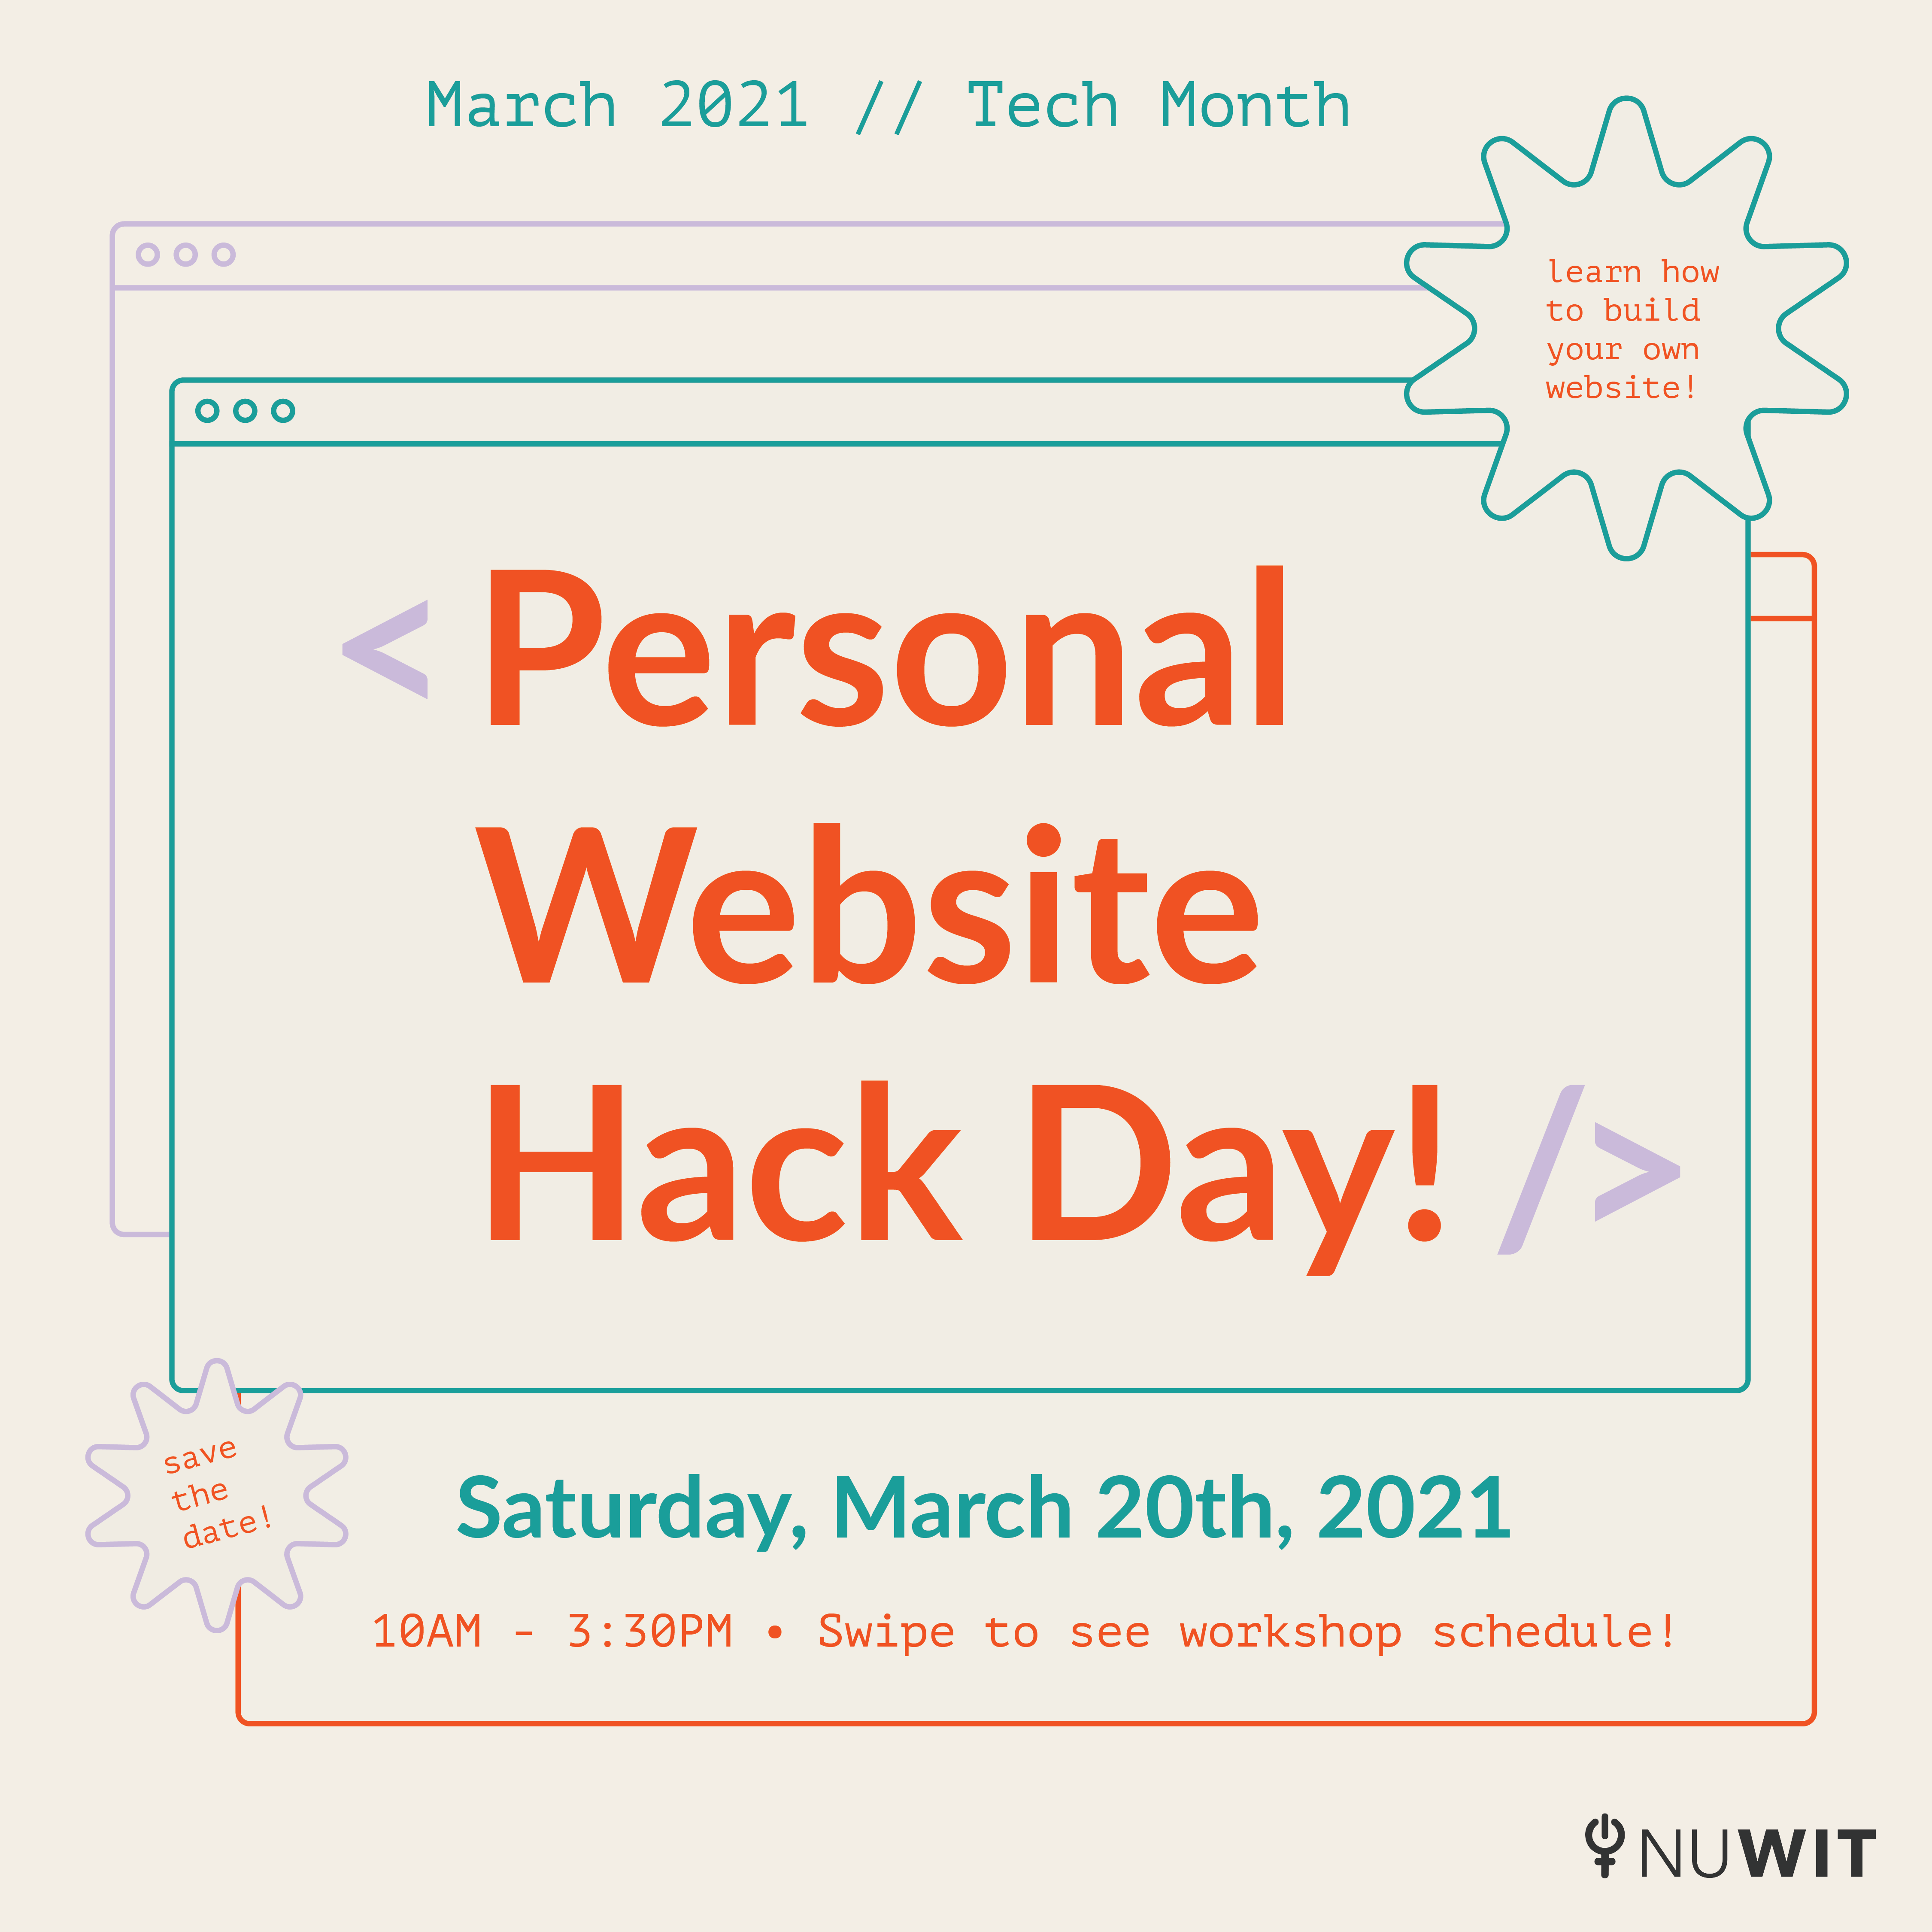 March 2021 // Tech Month
learn how
to build
your own
website!
< Personal
Website
Hack Day! />
save
the
date!
Saturday, March 20th, 2021
10AM - 3:30PM • Swipe to see workshop schedule!
NUWIT